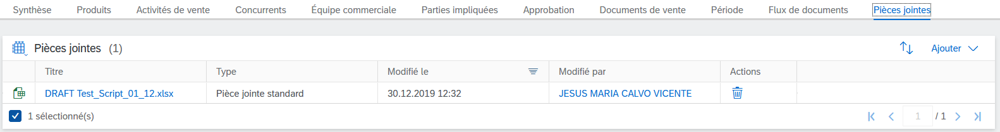 Synthèse Produits Activités de vente Concurrents Équipe commerciale Parties impliquées Approbation Documents de vente Période Flux de documents Pièces jointes
Pièces jointes (1) Ajouter
Titre Type Modifié le Modifié par Actions
DRAFT Test_Script_01_12.xlsx Pièce jointe standard 30.12.2019 12:32 JESUS MARIA CALVO VICENTE
1 sélectionné(s) 1 / 1